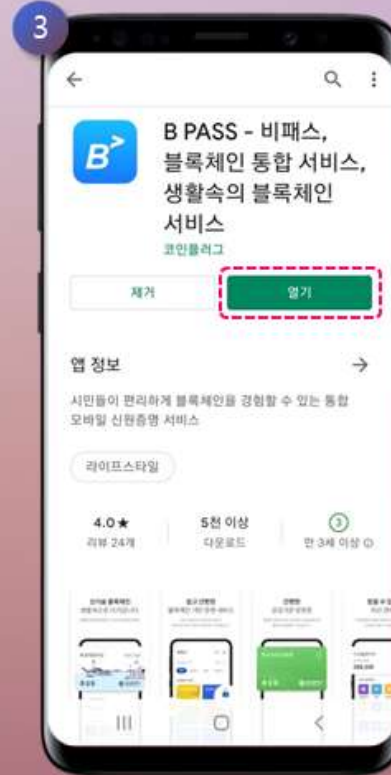 3
B PASS - 비패스,
블록체인 통합 서비스,
생활속의 블록체인
서비스
코인플러그
제거
열기
앱 정보
시민들이 편리하게 블록체인을 경험할 수 있는 통합
모바일 신원증명 서비스
라이프스타일
4.0★
리뷰 24개
5천 이상
다운로드
3
만 3세 이상